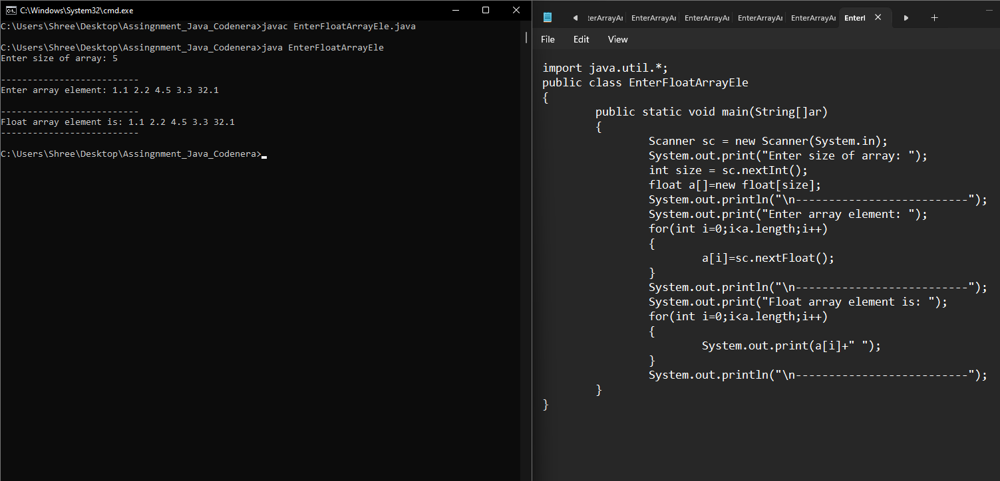 C:\Windows\System32\cmd.exe
C:\Users\Shree\Desktop\Assingnment_Java_Codenera>javac EnterFloatArrayEle.java
C:\Users\Shree\Desktop\Assingnment_Java_Codenera>java EnterFloatArrayEle
Enter size of array: 5
--------------------------
Enter array element: 1.1 2.2 4.5 3.3 32.1
--------------------------
Float array element is: 1.1 2.2 4.5 3.3 32.1
--------------------------
C:\Users\Shree\Desktop\Assingnment_Java_Codenera>
terArrayAr EnterArrayAr EnterArrayAr EnterArrayAr EnterArrayAr EnterI
File Edit View
import java.util.*;
public class EnterFloatArrayEle
{
public static void main(String[]ar)
{
Scanner sc = new Scanner(System.in);
System.out.print("Enter size of array: ");
int size = sc.nextInt();
float a[]=new float[size];
System.out.println("\n--------------------------");
System.out.print("Enter array element: ");
for(int i=0;i<a.length;i++)
{
a[i]=sc.nextFloat();
}
System.out.println("\n--------------------------");
System.out.print("Float array element is: ");
for(int i=0;i<a.length;i++)
{
System.out.print(a[i]+" ");
}
System.out.println("\n--------------------------");
}
}